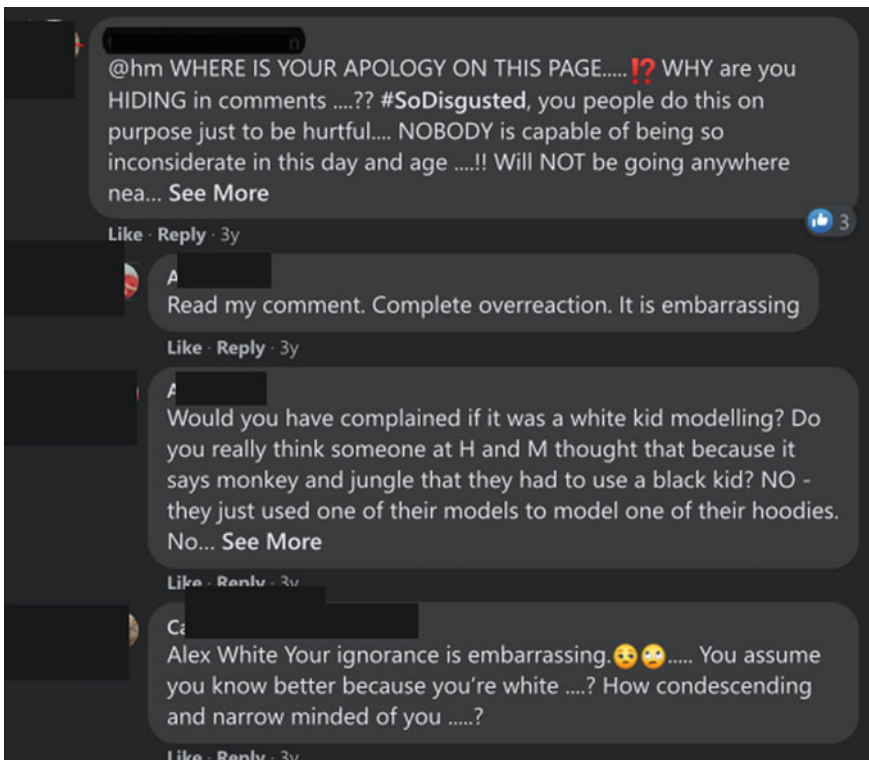 @hm WHERE IS YOUR APOLOGY ON THIS PAGE..... ⁉️ WHY are you
HIDING in comments ....?? #SoDisgusted, you people do this on
purpose just to be hurtful.... NOBODY is capable of being so
inconsiderate in this day and age ....!! Will NOT be going anywhere
nea... See More
3
Like · Reply · 3y
A
Read my comment. Complete overreaction. It is embarrassing
Like · Reply · 3y
A
Would you have complained if it was a white kid modelling? Do
you really think someone at H and M thought that because it
says monkey and jungle that they had to use a black kid? NO -
they just used one of their models to model one of their hoodies.
No... See More
Like · Reply · 3y
Ca
Alex White Your ignorance is embarrassing.😒🙄..... You assume
you know better because you're white ....? How condescending
and narrow minded of you .....?
Like · Reply · 3y